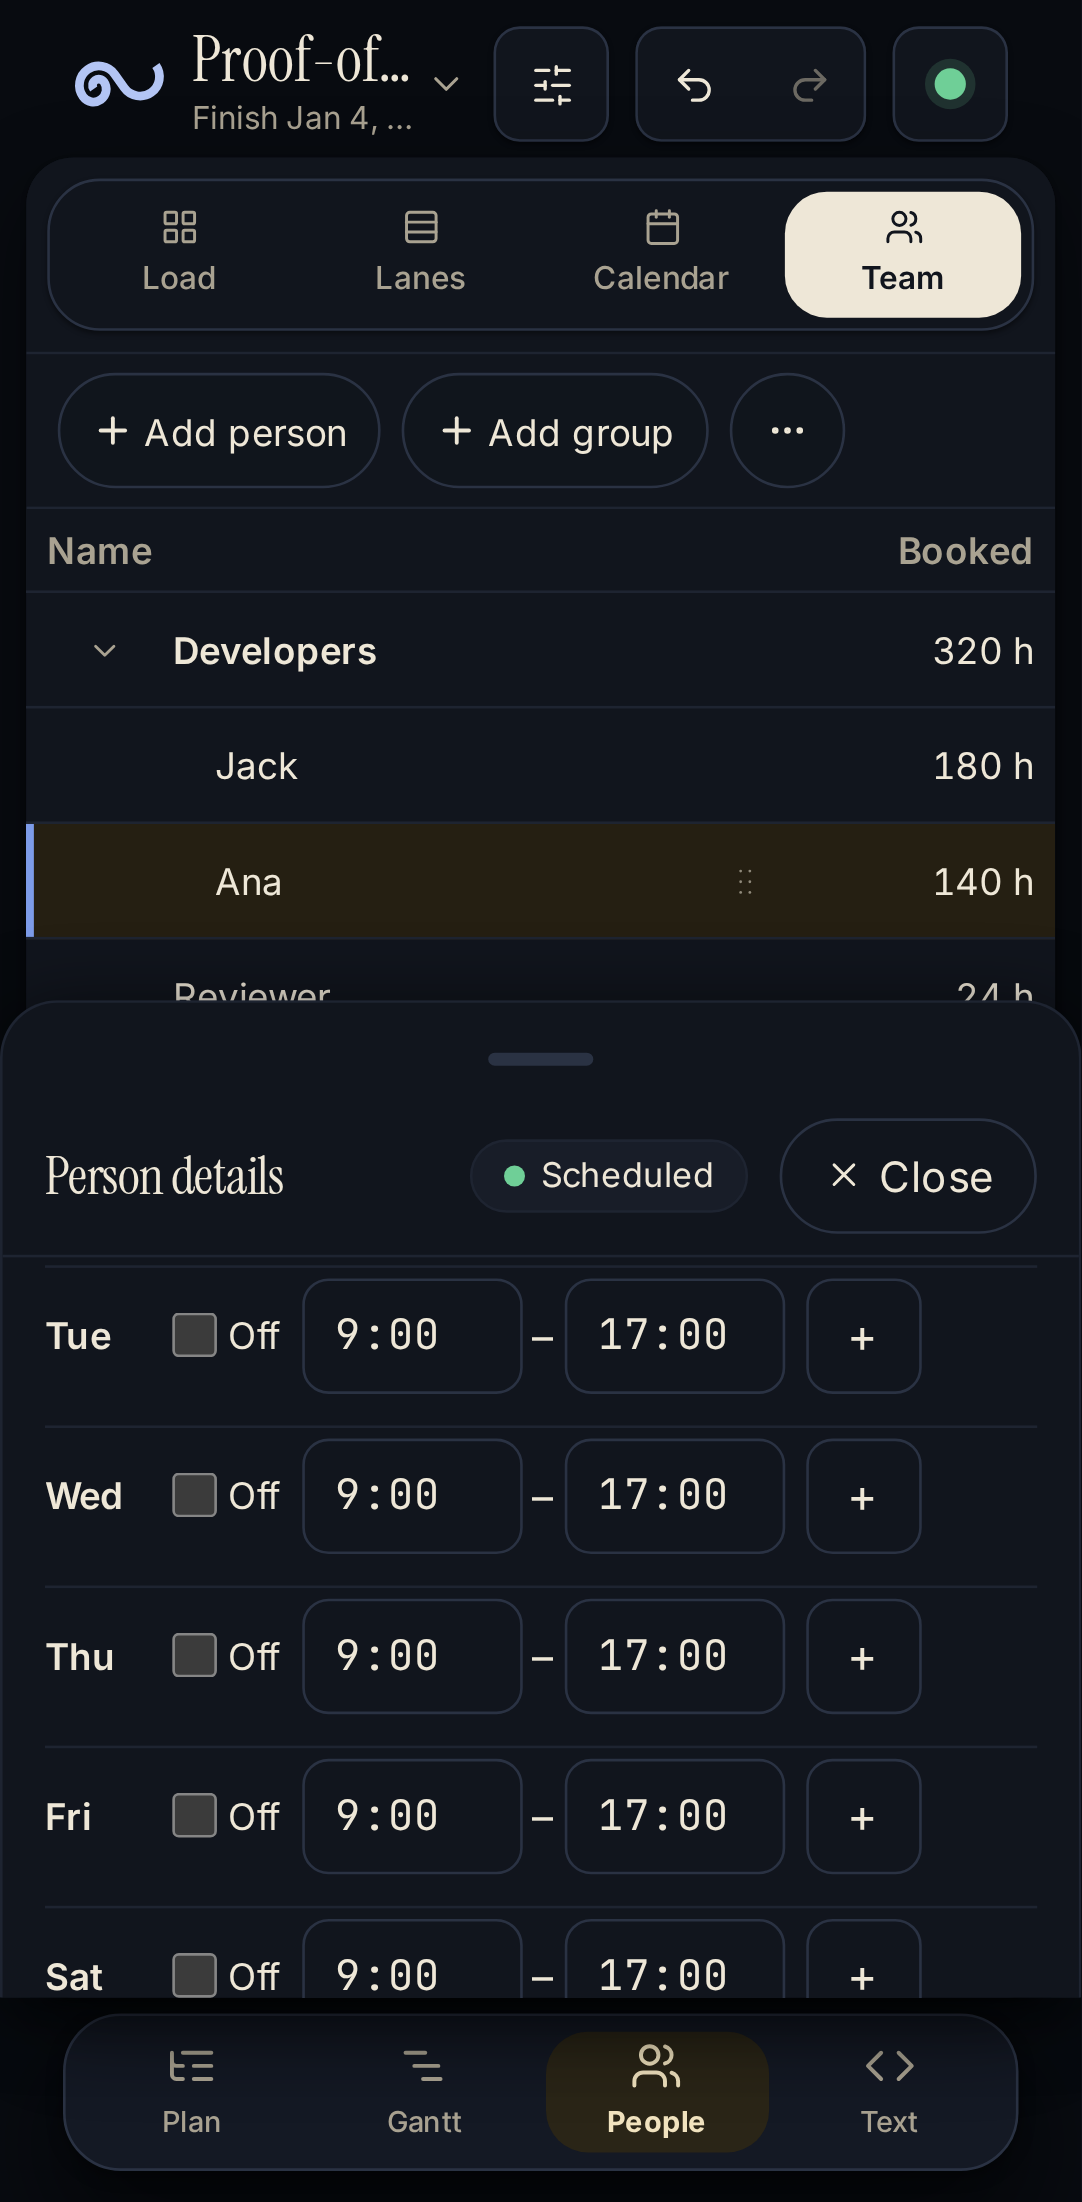 Proof-of…
Finish Jan 4, …
Load
Lanes
Calendar
Team
+ Add person
+ Add group
···
Name
Booked
Developers
320 h
Jack
180 h
Ana
140 h
Reviewer
24 h
Person details
Scheduled
× Close
Tue Off 9:00 – 17:00 +
Wed Off 9:00 – 17:00 +
Thu Off 9:00 – 17:00 +
Fri Off 9:00 – 17:00 +
Sat Off 9:00 – 17:00 +
Plan
Gantt
People
Text